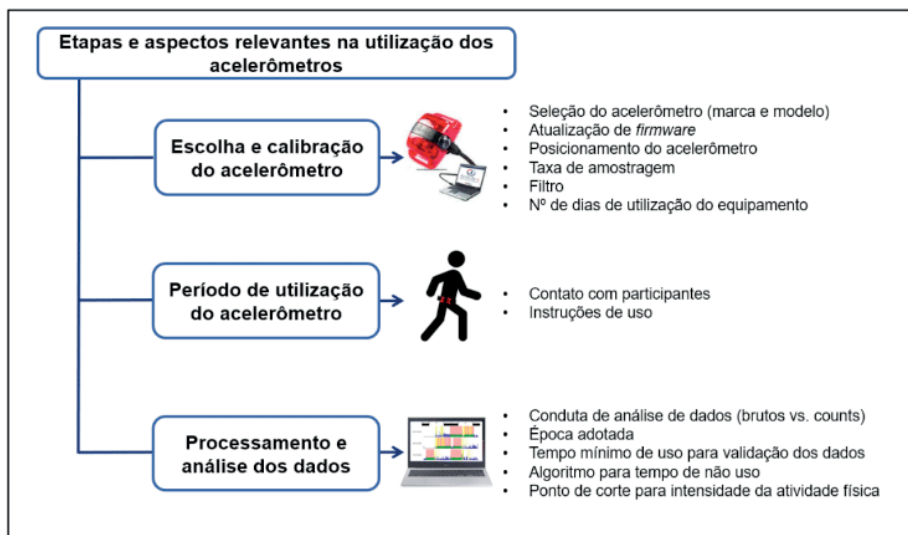 Etapas e aspectos relevantes na utilização dos
acelerômetros
Escolha e calibração
do acelerômetro
• Seleção do acelerômetro (marca e modelo)
• Atualização de firmware
• Posicionamento do acelerômetro
• Taxa de amostragem
• Filtro
• Nº de dias de utilização do equipamento
Período de utilização
do acelerômetro
• Contato com participantes
• Instruções de uso
Processamento e
análise dos dados
• Conduta de análise de dados (brutos vs. counts)
• Época adotada
• Tempo mínimo de uso para validação dos dados
• Algoritmo para tempo de não uso
• Ponto de corte para intensidade da atividade física